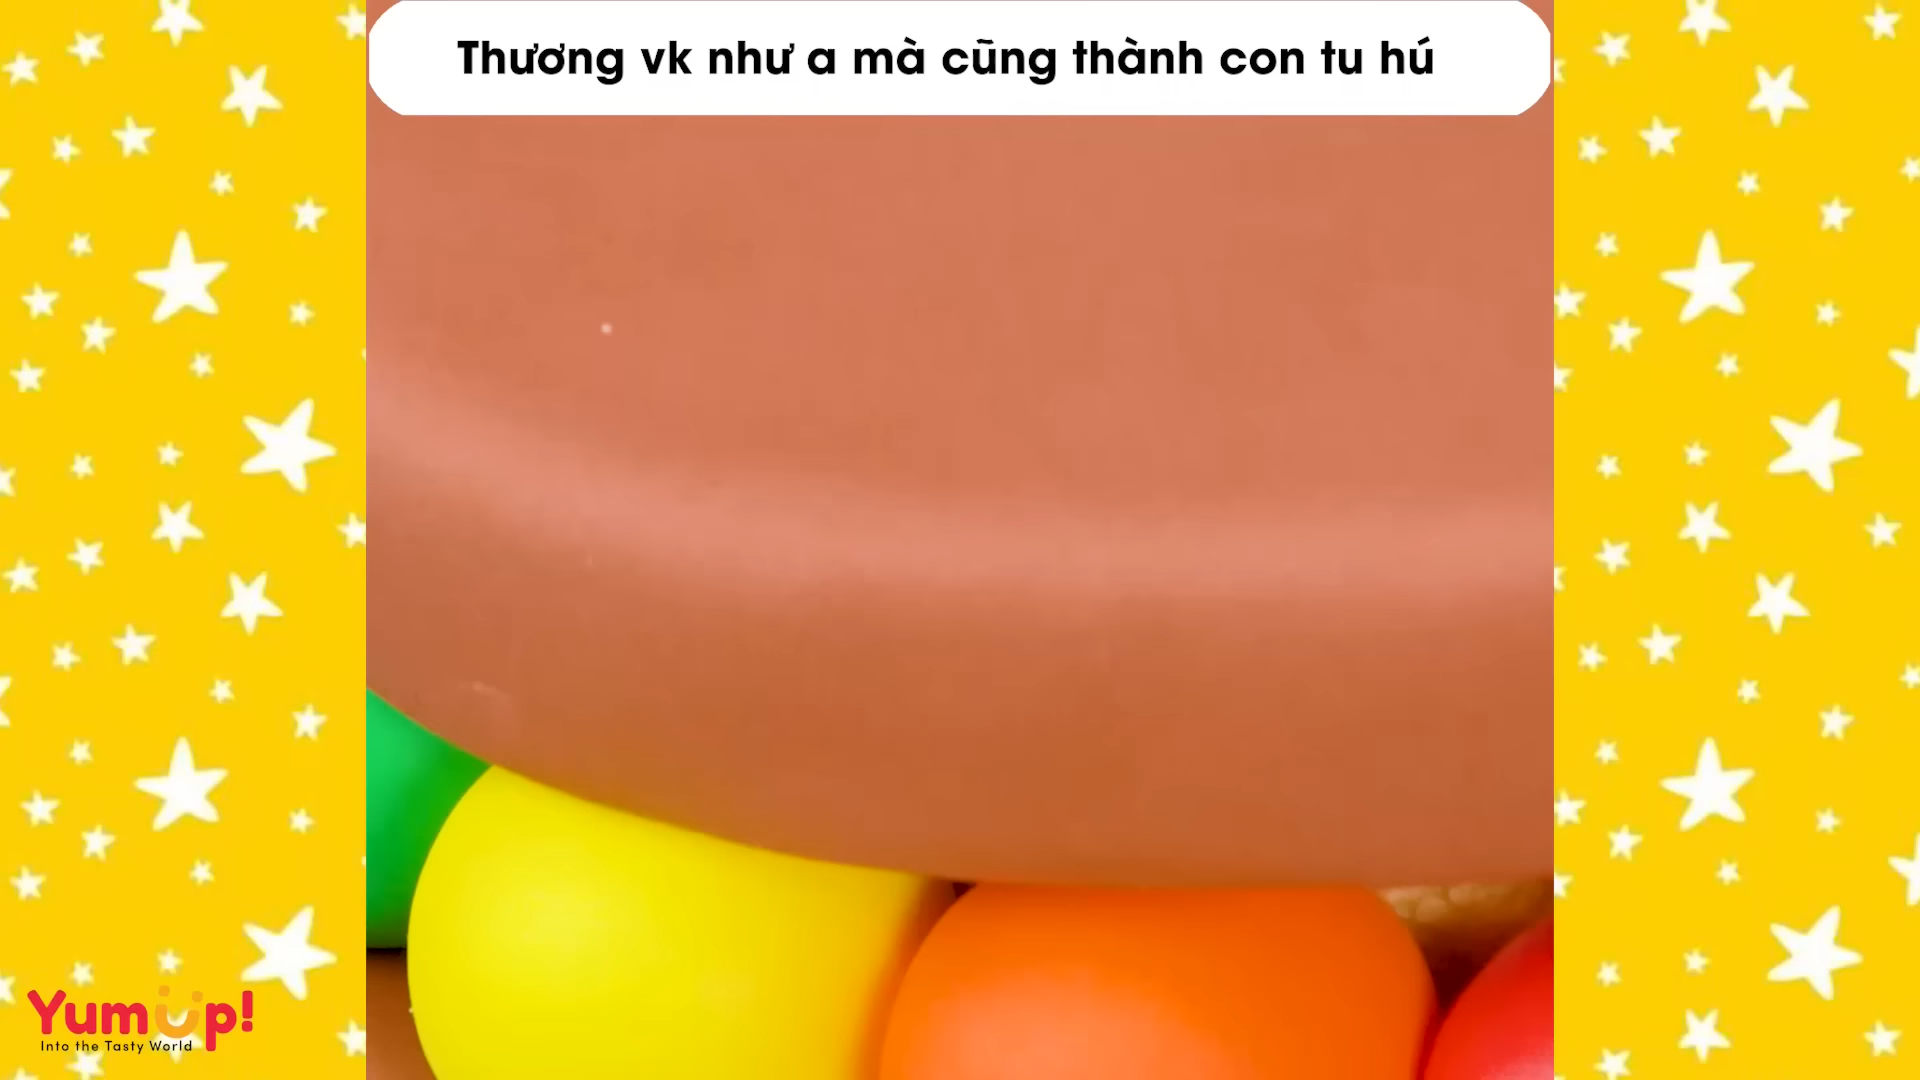 Thương vk như a mà cũng thành con tu hú
YumUp!
Into the Tasty World